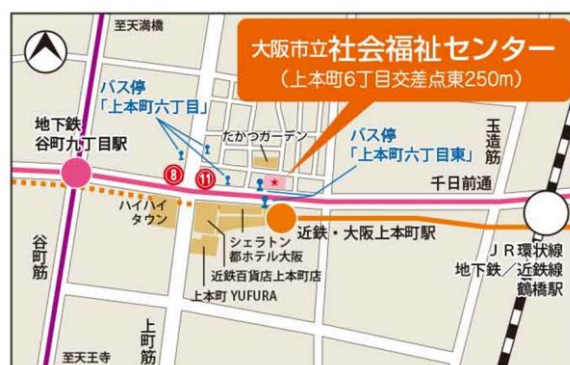 至天満橋
大阪市立社会福祉センター
(上本町6丁目交差点東250m)
バス停
「上本町六丁目」
地下鉄
谷町九丁目駅
たかつガーデン
バス停
「上本町六丁目東」
玉造筋
千日前通
8
11
★
ハイハイ
タウン
シェラトン
都ホテル大阪
近鉄・大阪上本町駅
近鉄百貨店上本町店
上本町 YUFURA
JR環状線
地下鉄/近鉄線
鶴橋駅
谷町筋
上町筋
至天王寺